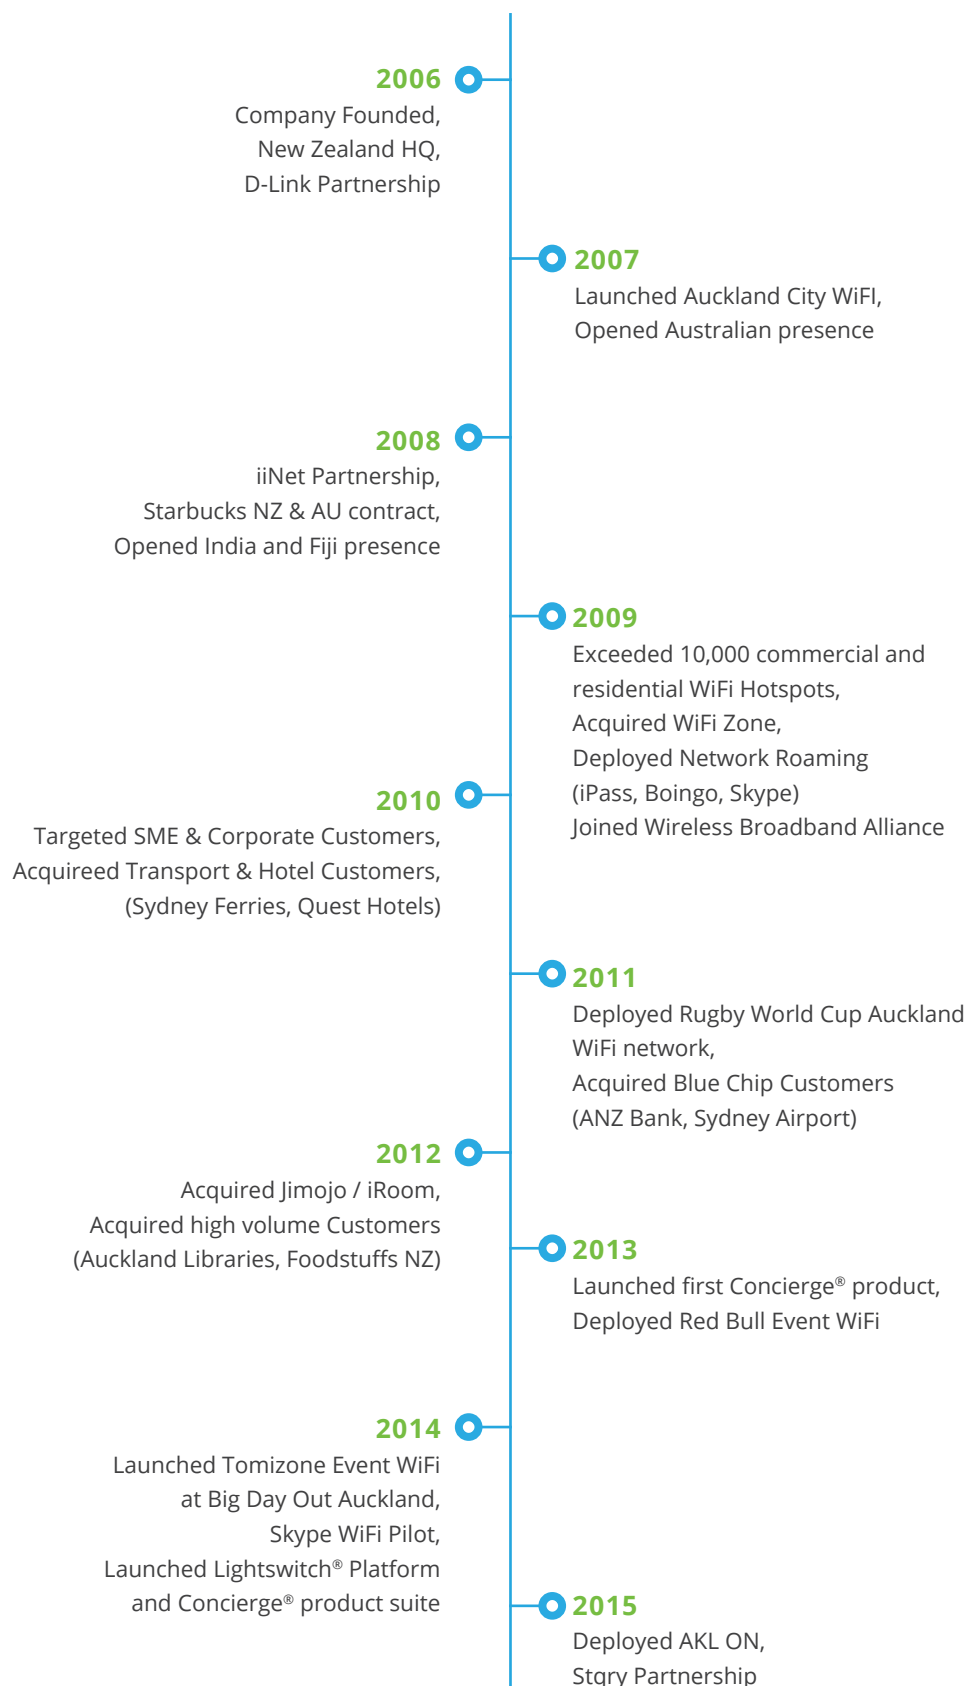 2006
Company Founded,
New Zealand HQ,
D-Link Partnership
2007
Launched Auckland City WiFI,
Opened Australian presence
2008
iiNet Partnership,
Starbucks NZ & AU contract,
Opened India and Fiji presence
2009
Exceeded 10,000 commercial and
residential WiFi Hotspots,
Acquired WiFi Zone,
Deployed Network Roaming
(iPass, Boingo, Skype)
Joined Wireless Broadband Alliance
2010
Targeted SME & Corporate Customers,
Acquireed Transport & Hotel Customers,
(Sydney Ferries, Quest Hotels)
2011
Deployed Rugby World Cup Auckland
WiFi network,
Acquired Blue Chip Customers
(ANZ Bank, Sydney Airport)
2012
Acquired Jimojo / iRoom,
Acquired high volume Customers
(Auckland Libraries, Foodstuffs NZ)
2013
Launched first Concierge® product,
Deployed Red Bull Event WiFi
2014
Launched Tomizone Event WiFi
at Big Day Out Auckland,
Skype WiFi Pilot,
Launched Lightswitch® Platform
and Concierge® product suite
2015
Deployed AKL ON,
Stqry Partnership